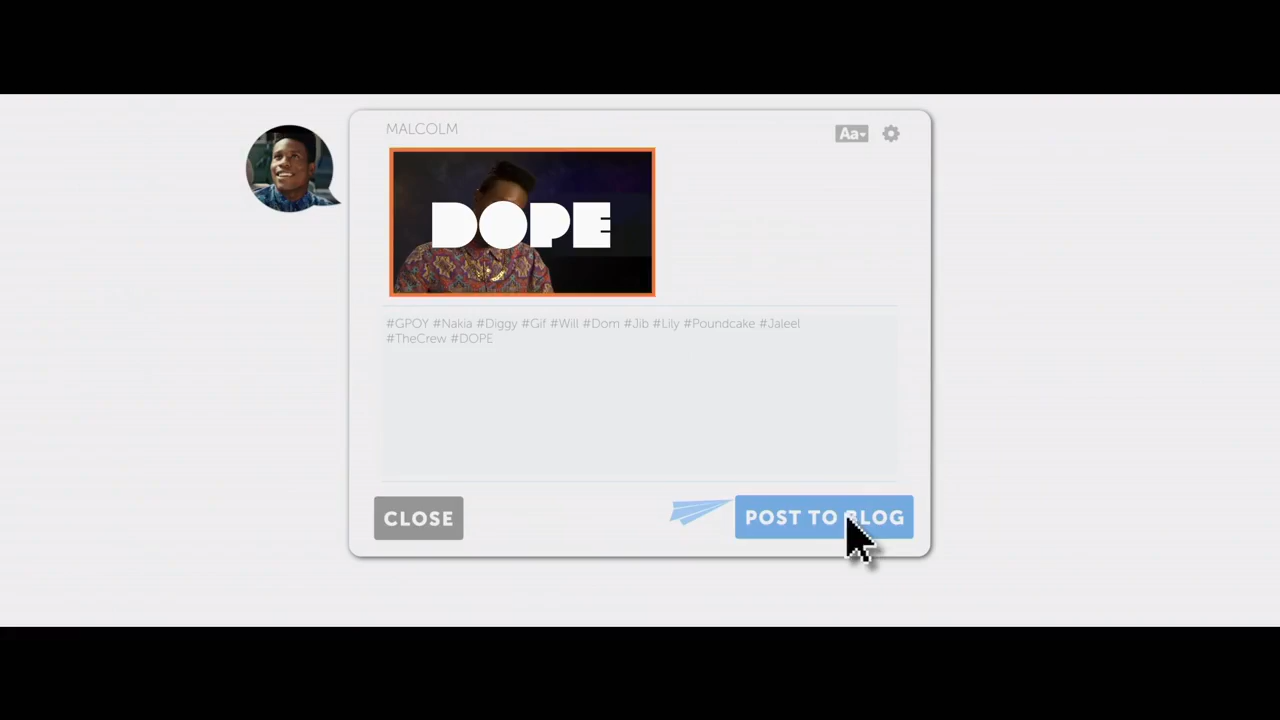 MALCOLM
Aa
DOPE
#GPOY #Nakia #Diggy #Gif #Will #Dom #Jib #Lily #Poundcake #Jaleel
#TheCrew #DOPE
CLOSE
POST TO BLOG